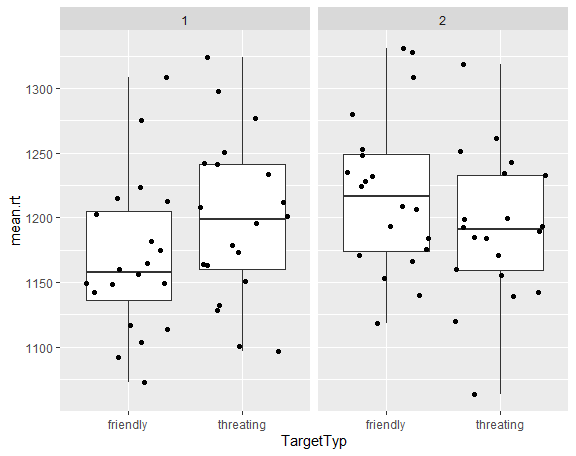 1 2
mean.rt
1300
1250
1200
1150
1100
friendly threating friendly threating
TargetTyp